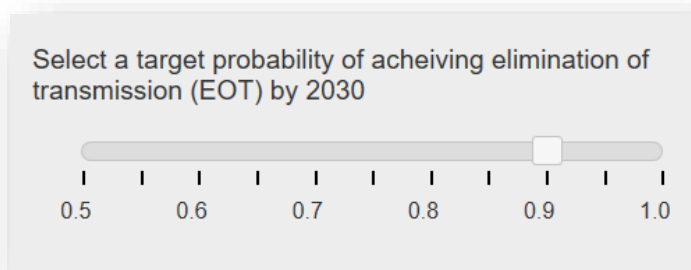 Select a target probability of acheiving elimination of
transmission (EOT) by 2030
0.5 0.6 0.7 0.8 0.9 1.0